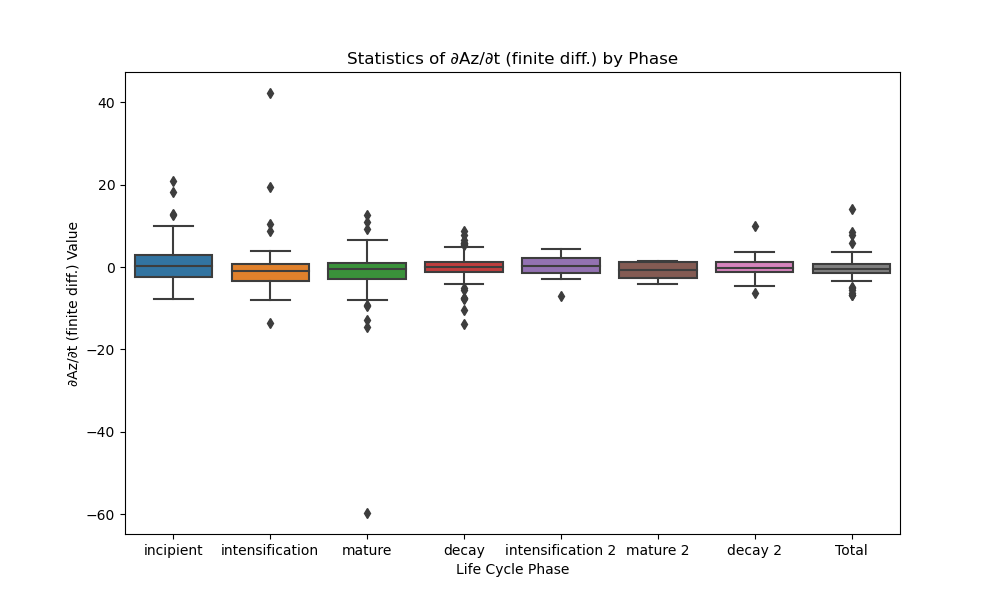 Statistics of ∂Az/∂t (finite diff.) by Phase
∂Az/∂t (finite diff.) Value
40
20
0
−20
−40
−60
incipient intensification mature decay intensification 2 mature 2 decay 2 Total
Life Cycle Phase